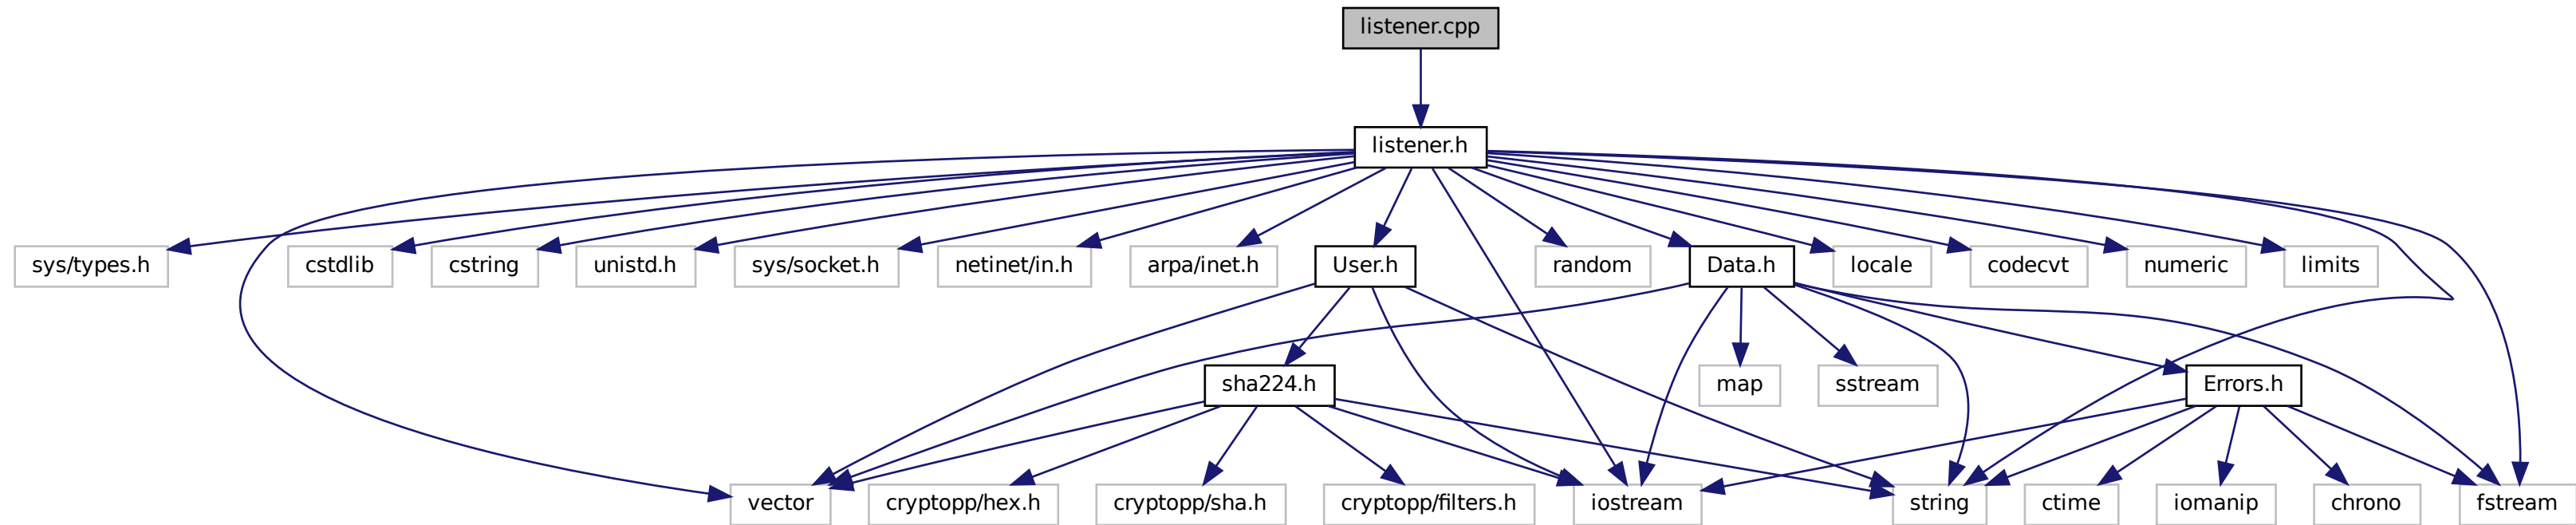 listener.cpp
listener.h
sys/types.h
cstdlib
cstring
unistd.h
sys/socket.h
netinet/in.h
arpa/inet.h
User.h
random
Data.h
locale
codecvt
numeric
limits
sha224.h
map
sstream
Errors.h
vector
cryptopp/hex.h
cryptopp/sha.h
cryptopp/filters.h
iostream
string
ctime
iomanip
chrono
fstream